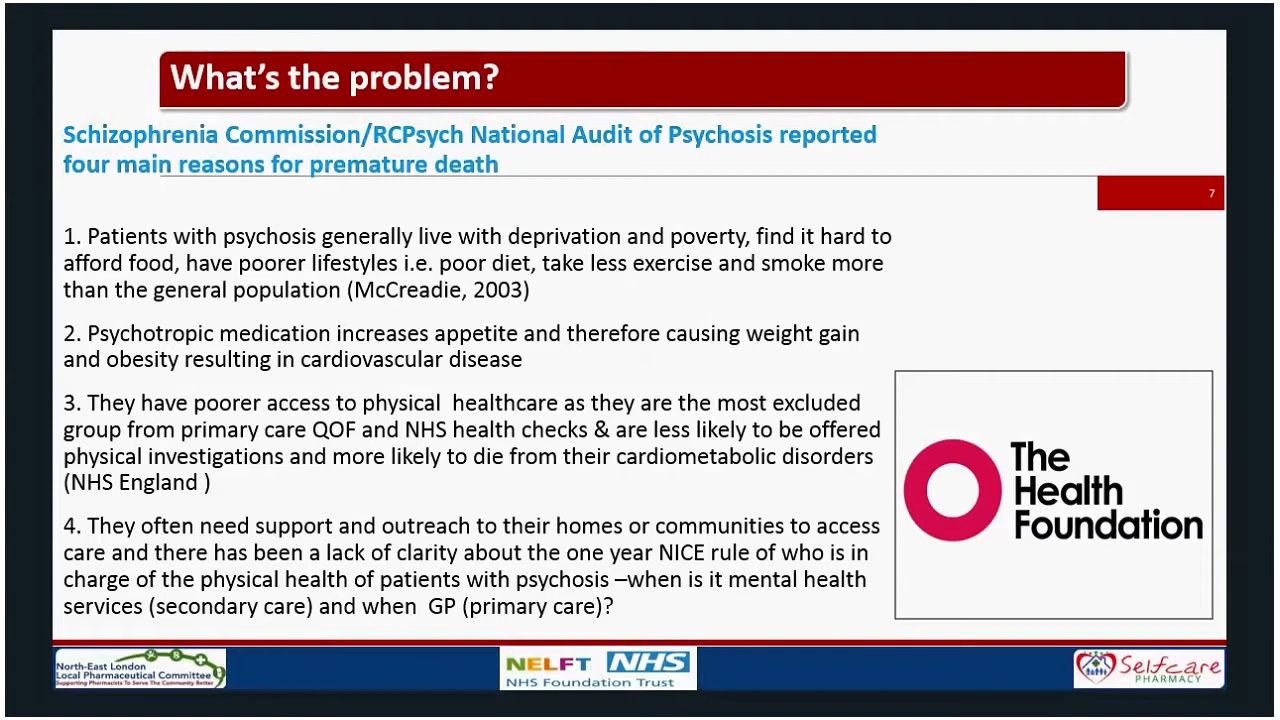 What's the problem?
Schizophrenia Commission/RCPsych National Audit of Psychosis reported
four main reasons for premature death
7
1. Patients with psychosis generally live with deprivation and poverty, find it hard to
afford food, have poorer lifestyles i.e. poor diet, take less exercise and smoke more
than the general population (McCreadie, 2003)
2. Psychotropic medication increases appetite and therefore causing weight gain
and obesity resulting in cardiovascular disease
3. They have poorer access to physical  healthcare as they are the most excluded
group from primary care QOF and NHS health checks & are less likely to be offered
physical investigations and more likely to die from their cardiometabolic disorders
(NHS England )
4. They often need support and outreach to their homes or communities to access
care and there has been a lack of clarity about the one year NICE rule of who is in
charge of the physical health of patients with psychosis –when is it mental health
services (secondary care) and when  GP (primary care)?
The
Health
Foundation
North-East London
Local Pharmaceutical Committee
Supporting Pharmacists To Serve The Community Better
NELFT NHS
NHS Foundation Trust
Selfcare
PHARMACY